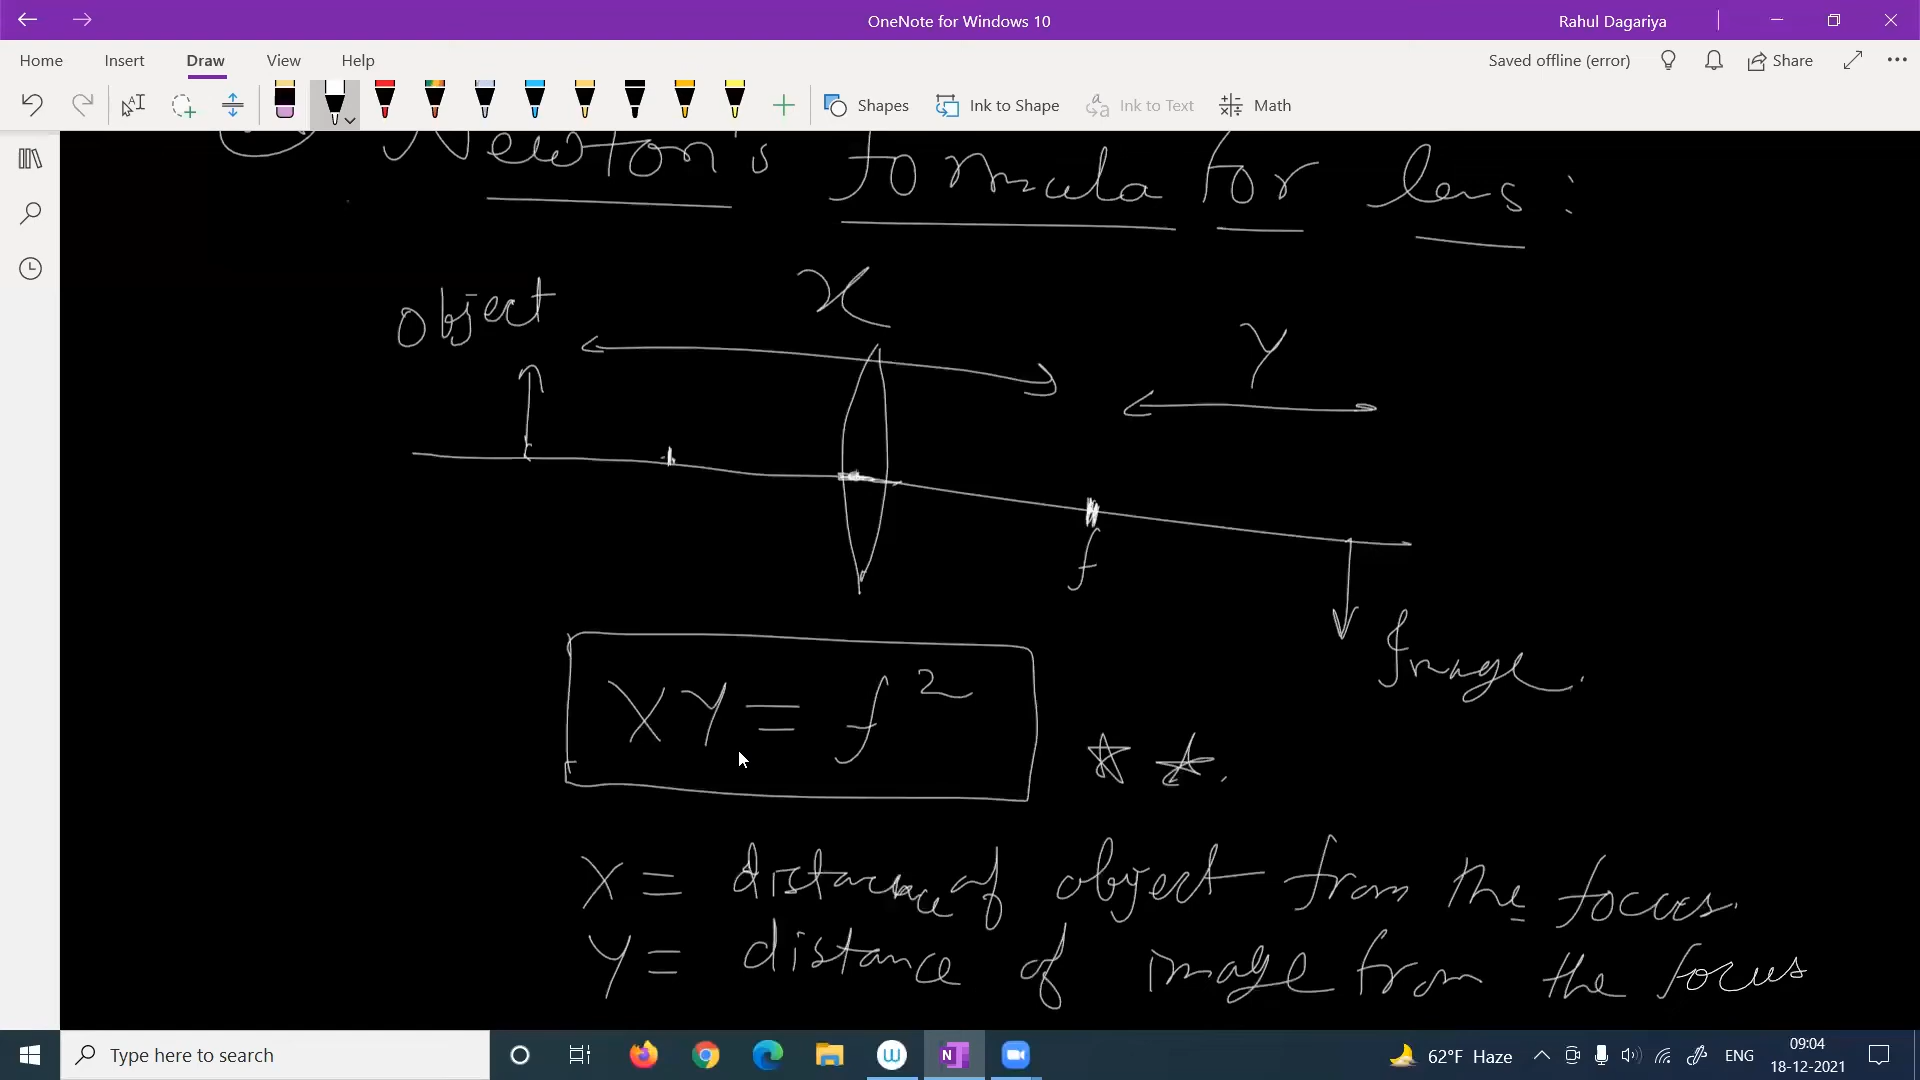 OneNote for Windows 10
Rahul Dagariya
Home Insert Draw View Help
Saved offline (error) Share
Shapes Ink to Shape Ink to Text Math
Newton's formula for lens:
object
x
Y
f
Image.
XY = f²
X = distance of object from the focus.
Y = distance of image from the focus
Type here to search
62°F Haze
ENG
09:04
18-12-2021